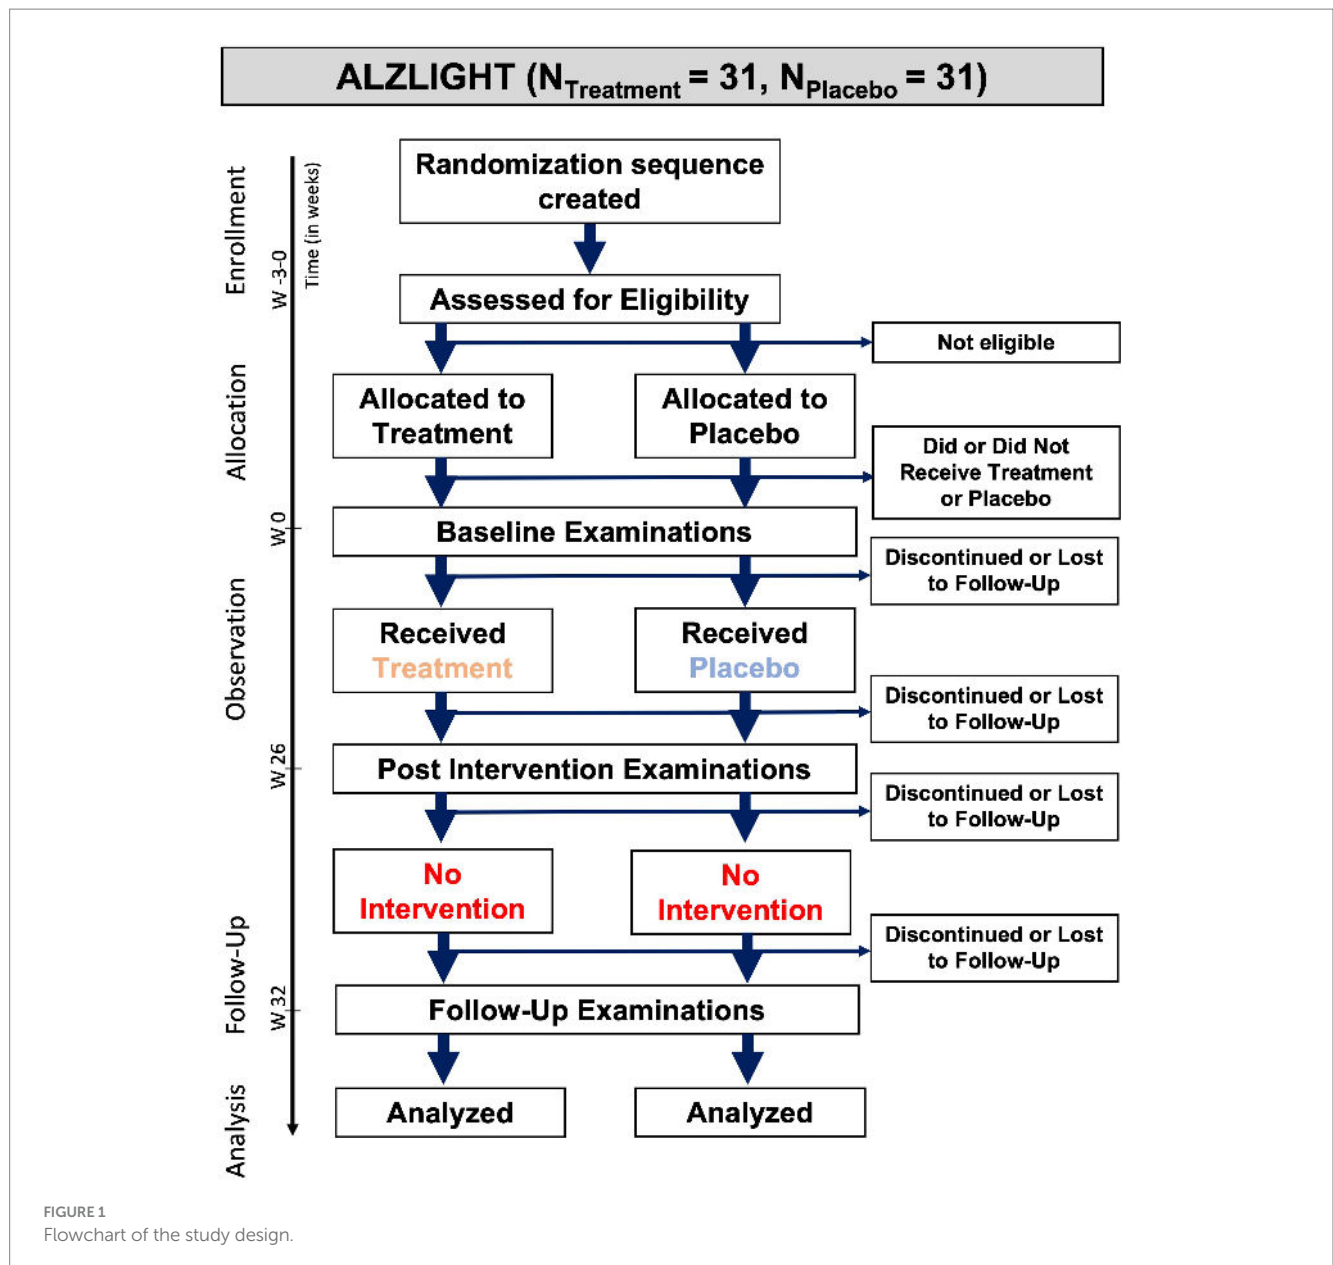 ALZLIGHT (NTreatment = 31, NPlacebo = 31)
Enrollment
Time (in weeks)
W -3-0
Randomization sequence
created
Assessed for Eligibility
Not eligible
Allocation
Allocated to
Treatment
Allocated to
Placebo
Did or Did Not
Receive Treatment
or Placebo
W 0
Baseline Examinations
Discontinued or Lost
to Follow-Up
Observation
Received
Treatment
Received
Placebo
Discontinued or Lost
to Follow-Up
W 26
Post Intervention Examinations
Discontinued or Lost
to Follow-Up
No
Intervention
No
Intervention
Discontinued or Lost
to Follow-Up
Follow-Up
W 32
Follow-Up Examinations
Analysis
Analyzed
Analyzed
FIGURE 1
Flowchart of the study design.